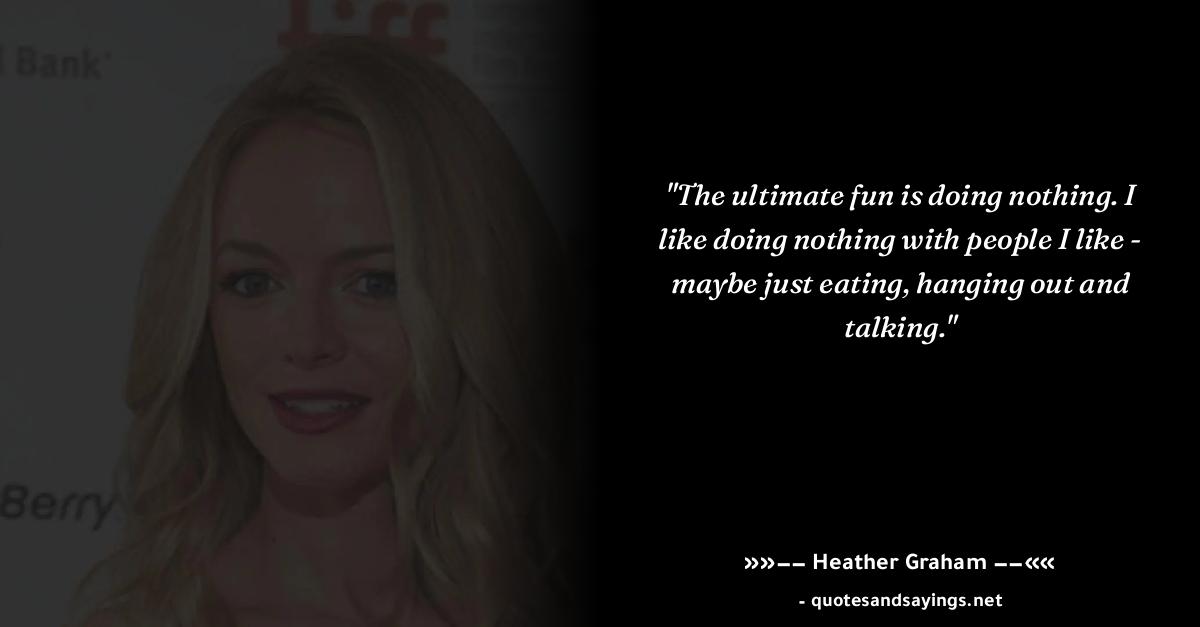 tiff
Bank
Berry
"The ultimate fun is doing nothing. I
like doing nothing with people I like -
maybe just eating, hanging out and
talking."
»»-- Heather Graham --««
- quotesandsayings.net